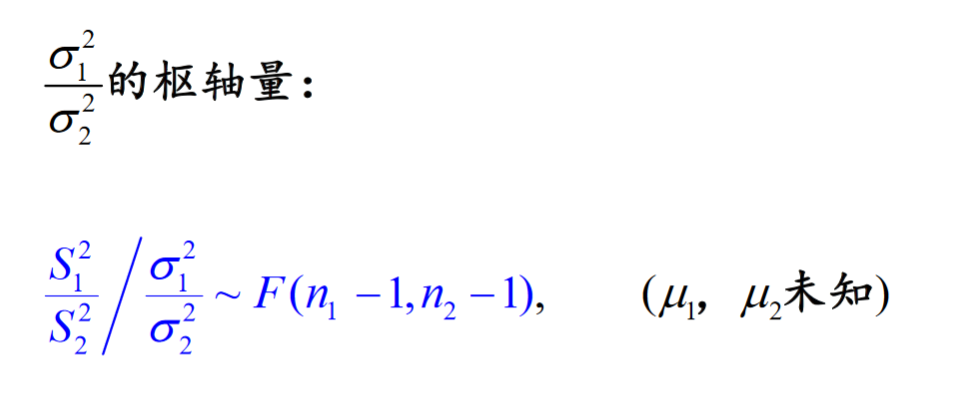 σ₁²/σ₂² 的枢轴量：
S₁²/S₂² / σ₁²/σ₂² ~ F(n₁ − 1, n₂ − 1), (μ₁，μ₂未知)